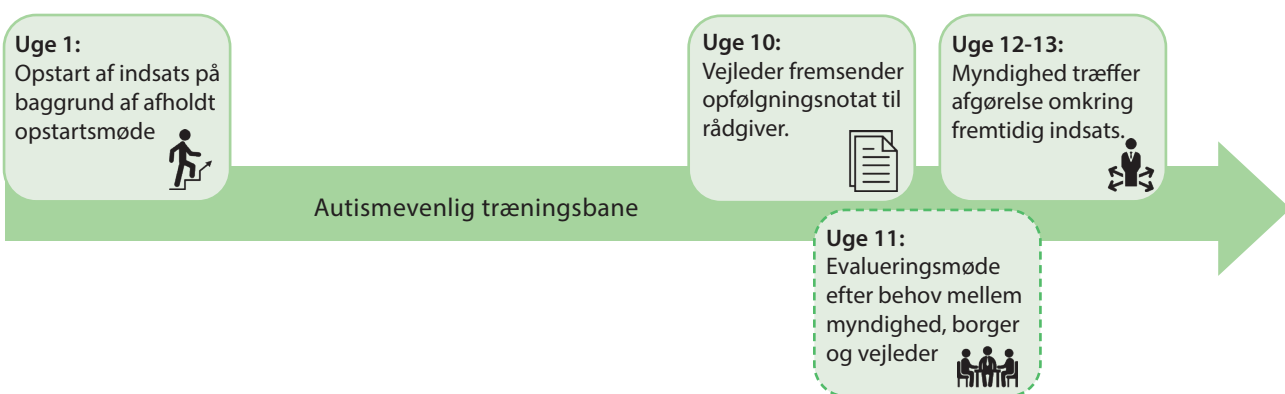 Uge 1:
Opstart af indsats på
baggrund af afholdt
opstartsmøde
Autismevenlig træningsbane
Uge 10:
Vejleder fremsender
opfølgningsnotat til
rådgiver.
Uge 11:
Evalueringsmøde
efter behov mellem
myndighed, borger
og vejleder
Uge 12-13:
Myndighed træffer
afgørelse omkring
fremtidig indsats.